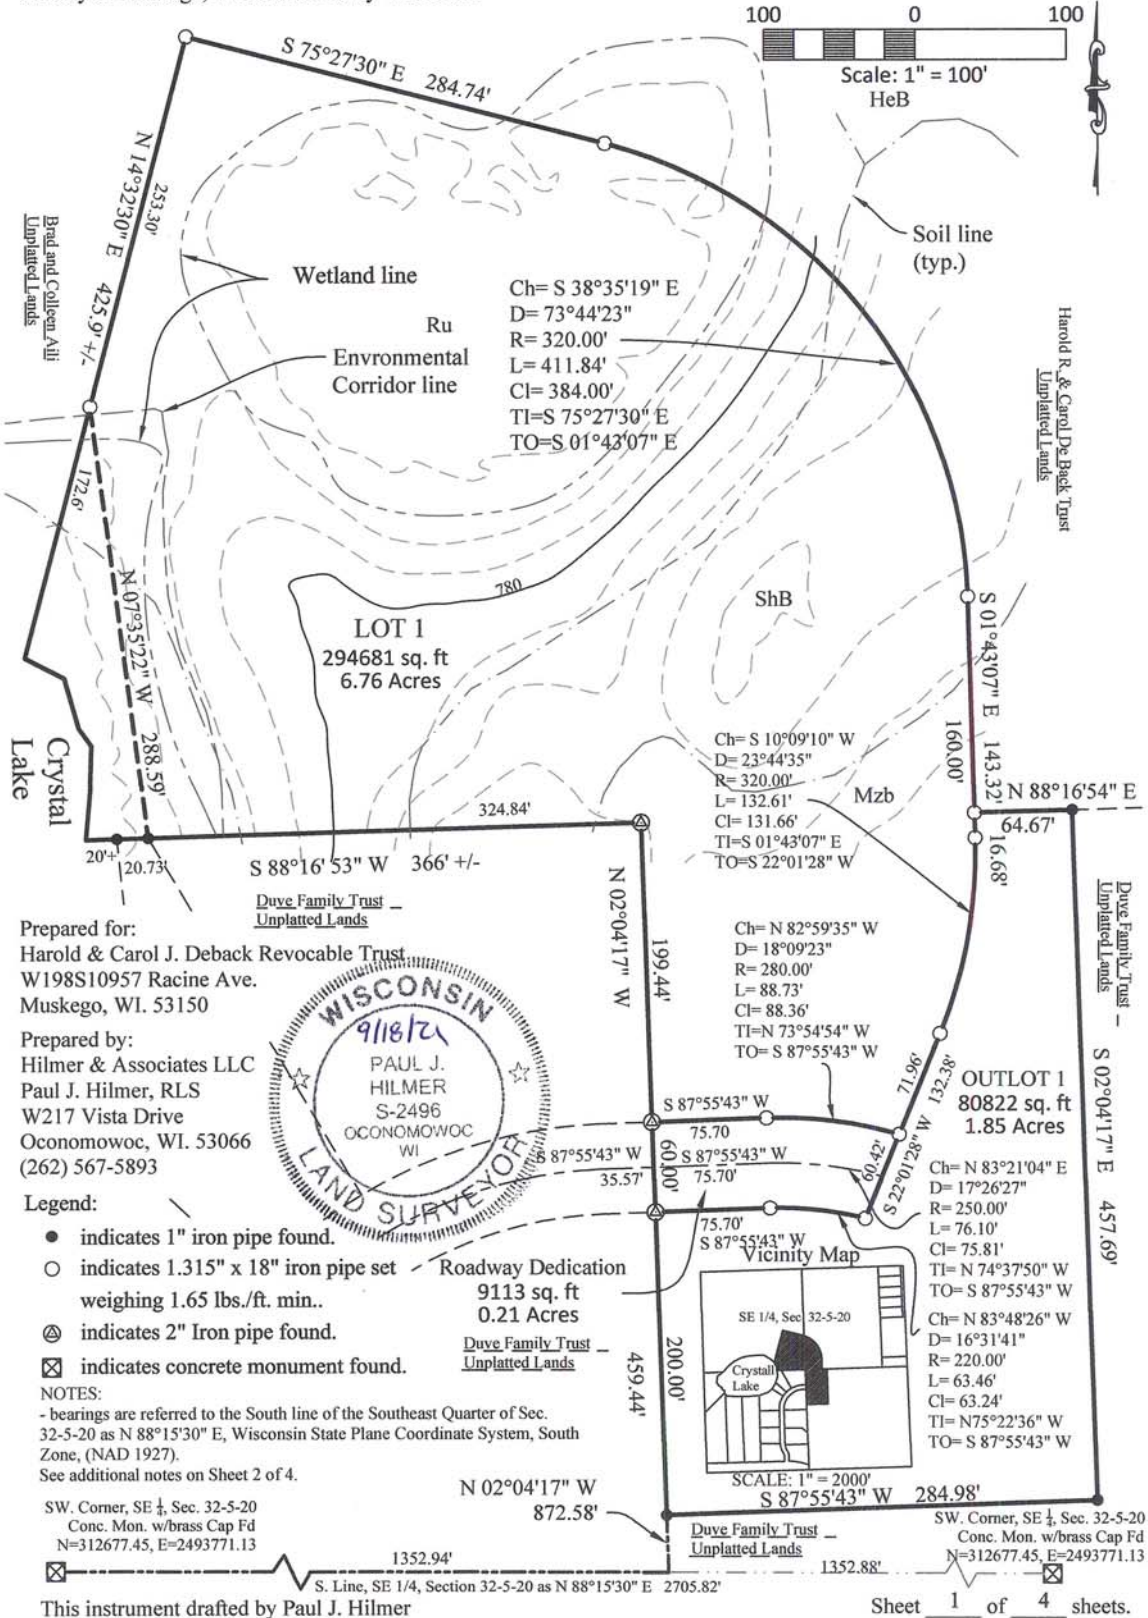 100 0 100
Scale: 1" = 100'
HeB
S 75°27'30" E 284.74'
N 14°32'30" E 425.9' +/-
253.30'
Brad and Colleen Aili
Unplatted Lands
Wetland line
Ru
Envronmental
Corridor line
Soil line
(typ.)
Ch= S 38°35'19" E
D= 73°44'23"
R= 320.00'
L= 411.84'
Cl= 384.00'
TI=S 75°27'30" E
TO=S 01°43'07" E
Harold R. & Carol De Back Trust
Unplatted Lands
172.6'
N 07°35'22" W 288.59'
780
ShB
LOT 1
294681 sq. ft
6.76 Acres
S 01°43'07" E 143.32'
160.00'
Crystal
Lake
Ch= S 10°09'10" W
D= 23°44'35"
R= 320.00'
L= 132.61'
Cl= 131.66'
TI=S 01°43'07" E
TO=S 22°01'28" W
Mzb
N 88°16'54" E
64.67'
16.68'
324.84'
20'+
20.73'
S 88°16' 53" W 366' +/-
Duve Family Trust
Unplatted Lands
N 02°04'17" W 199.44'
Duve Family Trust
Unplatted Lands
S 02°04'17" E 457.69'
Prepared for:
Harold & Carol J. Deback Revocable Trust
W198S10957 Racine Ave.
Muskego, WI. 53150
Prepared by:
Hilmer & Associates LLC
Paul J. Hilmer, RLS
W217 Vista Drive
Oconomowoc, WI. 53066
(262) 567-5893
WISCONSIN
9/18/21
PAUL J.
HILMER
S-2496
OCONOMOWOC
WI
LAND SURVEYOR
Ch= N 82°59'35" W
D= 18°09'23"
R= 280.00'
L= 88.73'
Cl= 88.36'
TI=N 73°54'54" W
TO= S 87°55'43" W
71.96'
132.38'
OUTLOT 1
80822 sq. ft
1.85 Acres
S 87°55'43" W
75.70
S 87°55'43" W
35.57'
60.00'
S 87°55'43" W
75.70'
60.42'
S 22°01'28" W
75.70'
S 87°55'43" W
Ch= N 83°21'04" E
D= 17°26'27"
R= 250.00'
L= 76.10'
Cl= 75.81'
TI= N 74°37'50" W
TO= S 87°55'43" W
Ch= N 83°48'26" W
D= 16°31'41"
R= 220.00'
L= 63.46'
Cl= 63.24'
TI= N75°22'36" W
TO= S 87°55'43" W
Legend:
indicates 1" iron pipe found.
indicates 1.315" x 18" iron pipe set
weighing 1.65 lbs./ft. min..
indicates 2" Iron pipe found.
indicates concrete monument found.
Roadway Dedication
9113 sq. ft
0.21 Acres
Duve Family Trust
Unplatted Lands
200.00'
459.44'
Vicinity Map
SE 1/4, Sec 32-5-20
Crystall
Lake
SCALE: 1" = 2000'
S 87°55'43" W 284.98'
NOTES:
- bearings are referred to the South line of the Southeast Quarter of Sec.
32-5-20 as N 88°15'30" E, Wisconsin State Plane Coordinate System, South
Zone, (NAD 1927).
See additional notes on Sheet 2 of 4.
N 02°04'17" W
872.58'
SW. Corner, SE ¼, Sec. 32-5-20
Conc. Mon. w/brass Cap Fd
N=312677.45, E=2493771.13
Duve Family Trust
Unplatted Lands
SW. Corner, SE ¼, Sec. 32-5-20
Conc. Mon. w/brass Cap Fd
N=312677.45, E=2493771.13
1352.94'
1352.88'
S. Line, SE 1/4, Section 32-5-20 as N 88°15'30" E 2705.82'
This instrument drafted by Paul J. Hilmer
Sheet 1 of 4 sheets.